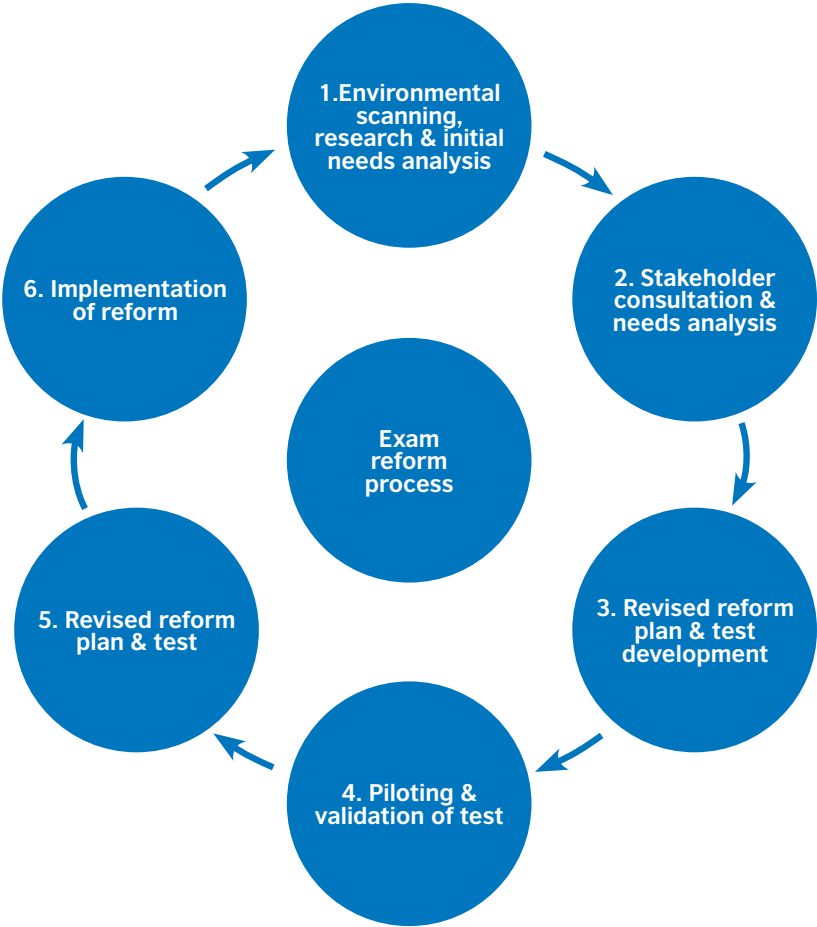 1.Environmental
scanning,
research & initial
needs analysis
2. Stakeholder
consultation &
needs analysis
3. Revised reform
plan & test
development
4. Piloting &
validation of test
5. Revised reform
plan & test
6. Implementation
of reform
Exam
reform
process